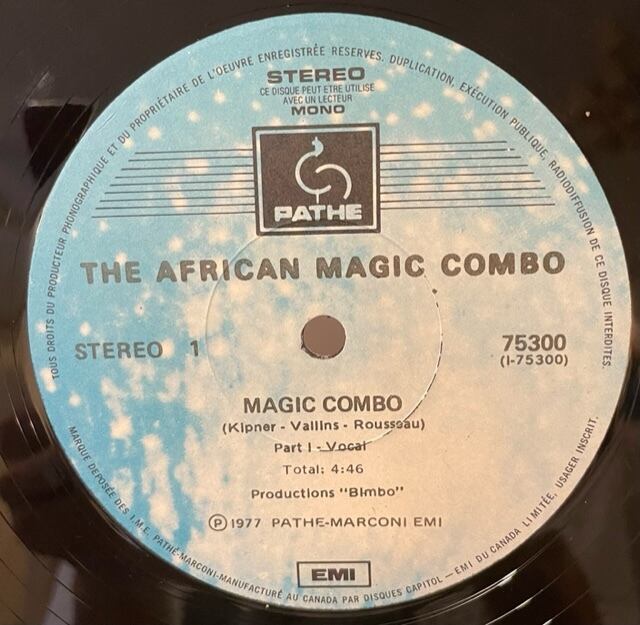 TOUS DROITS DU PRODUCTEUR PHONOGRAPHIQUE ET DU PROPRIÉTAIRE DE L'OEUVRE ENREGISTRÉE RESERVES. DUPLICATION, EXÉCUTION PUBLIQUE, RADIODIFFUSION DE CE DISQUE INTERDITES.
STEREO
CE DISQUE PEUT ETRE UTILISE
AVEC UN LECTEUR
MONO
PATHE
THE AFRICAN MAGIC COMBO
STEREO 1
75300
(I-75300)
MAGIC COMBO
(Kipner - Vallins - Rousseau)
Part I - Vocal
Total: 4:46
Productions "Bimbo"
℗ 1977 PATHE-MARCONI EMI
EMI
MARQUE DEPOSÉE DES I.M.E. PATHÉ-MARCONI-MANUFACTURÉ AU CANADA PAR DISQUES CAPITOL — EMI DU CANADA LIMITÉE, USAGER INSCRIT.